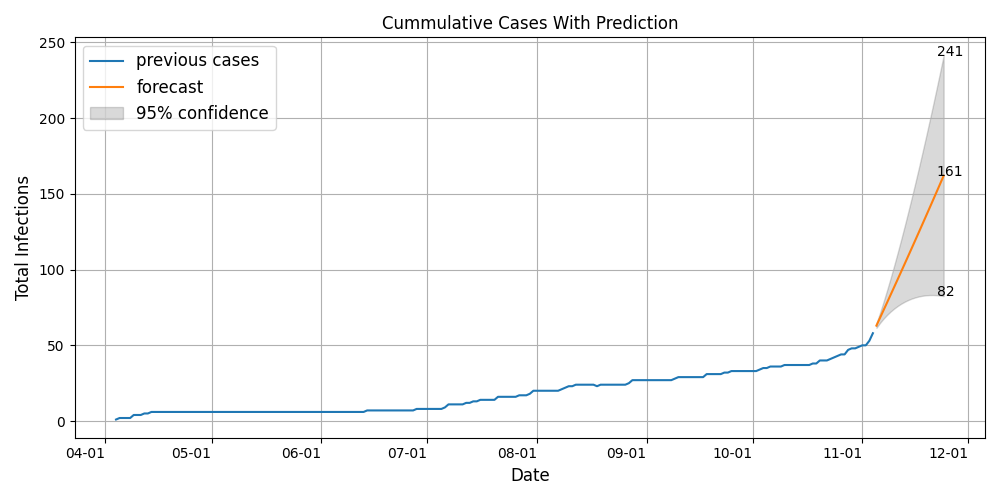 Cummulative Cases With Prediction
previous cases
forecast
95% confidence
Total Infections
250
200
150
100
50
0
241
161
82
04-01 05-01 06-01 07-01 08-01 09-01 10-01 11-01 12-01
Date